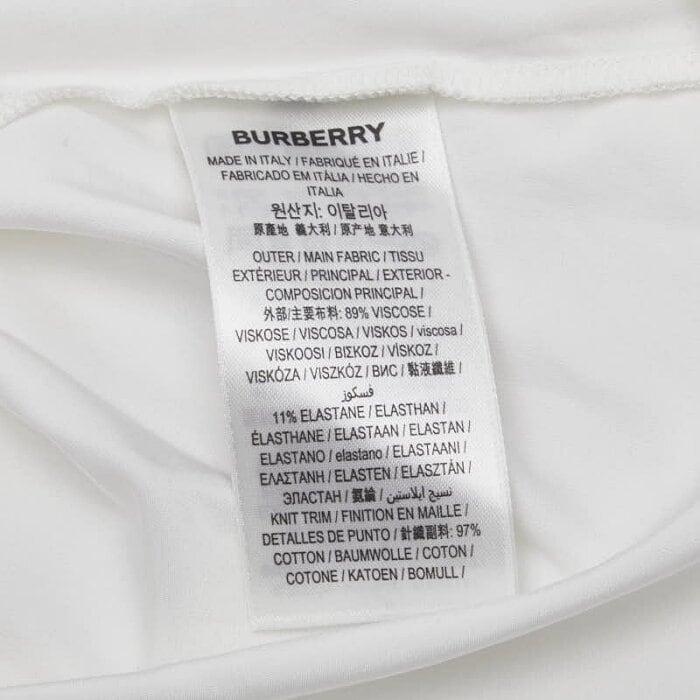 BURBERRY
MADE IN ITALY / FABRIQUÉ EN ITALIE /
FABRICADO EM ITÁLIA / HECHO EN
ITALIA
원산지: 이탈리아
原產地 義大利 / 原产地 意大利
OUTER / MAIN FABRIC / TISSU
EXTÉRIEUR / PRINCIPAL / EXTERIOR -
COMPOSICION PRINCIPAL /
外部/主要布料: 89% VISCOSE /
VISKOSE / VISCOSA / VISKOS / viscosa /
VISKOOSI / ΒΙΣΚΟΖ / VİSKOZ /
VISKÓZA / VISZKÓZ / ВИС / 黏液纖維 /
فسكوز
11% ELASTANE / ELASTHAN /
ÉLASTHANE / ELASTAAN / ELASTAN /
ELASTANO / elastano / ELASTAANI /
ΕΛΑΣΤΑΝΗ / ELASTEN / ELASZTÁN /
ЭЛАСТАН / 氨綸 / نسيج ايلاستين /
KNIT TRIM / FINITION EN MAILLE /
DETALLES DE PUNTO / 針織副料: 97%
COTTON / BAUMWOLLE / COTON /
COTONE / KATOEN / BOMULL /